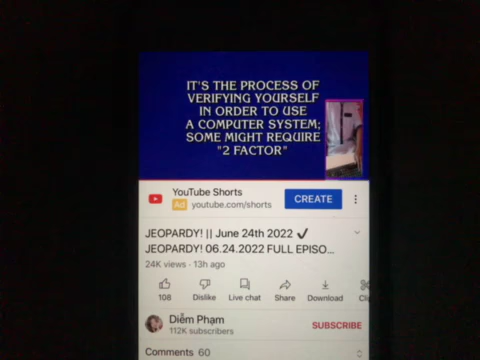 IT'S THE PROCESS OF
VERIFYING YOURSELF
IN ORDER TO USE
A COMPUTER SYSTEM;
SOME MIGHT REQUIRE
"2 FACTOR"
YouTube Shorts
Ad youtube.com/shorts
CREATE
JEOPARDY! || June 24th 2022 ✔
JEOPARDY! 06.24.2022 FULL EPISO...
24K views · 13h ago
108 Dislike Live chat Share Download Clip
Diễm Phạm
112K subscribers
SUBSCRIBE
Comments 60